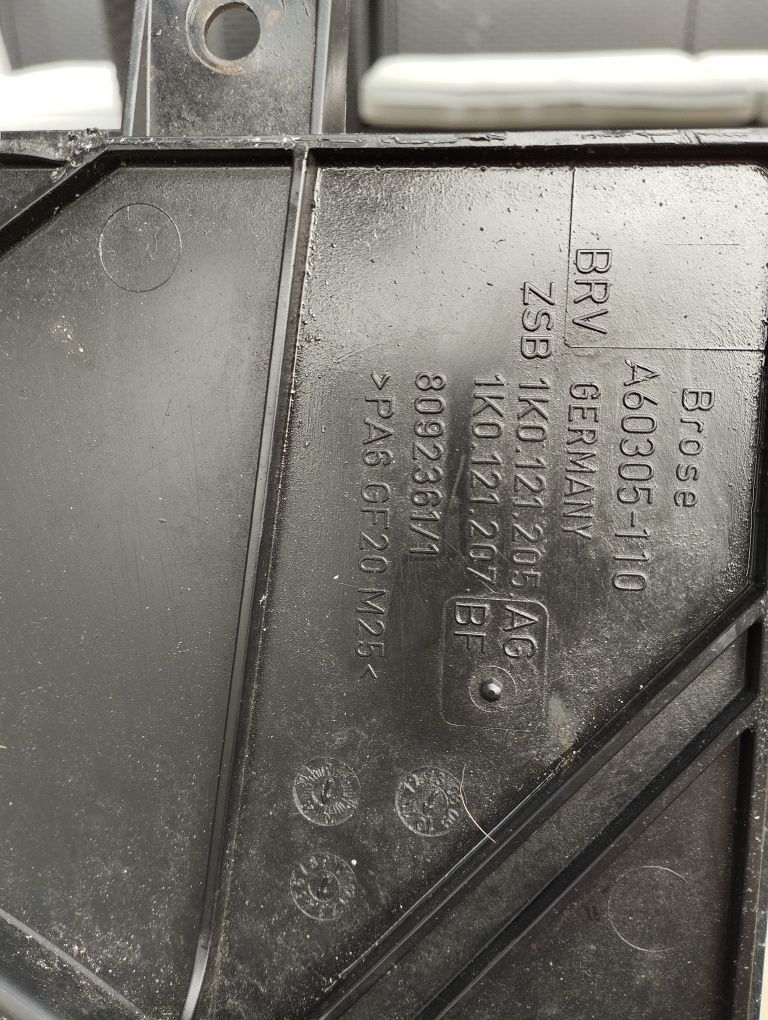 Brose
A60305-110
BRV GERMANY
ZSB 1K0.121.205.AG
1K0.121.207.BF
8092361/1
>PA6 GF20 M25<